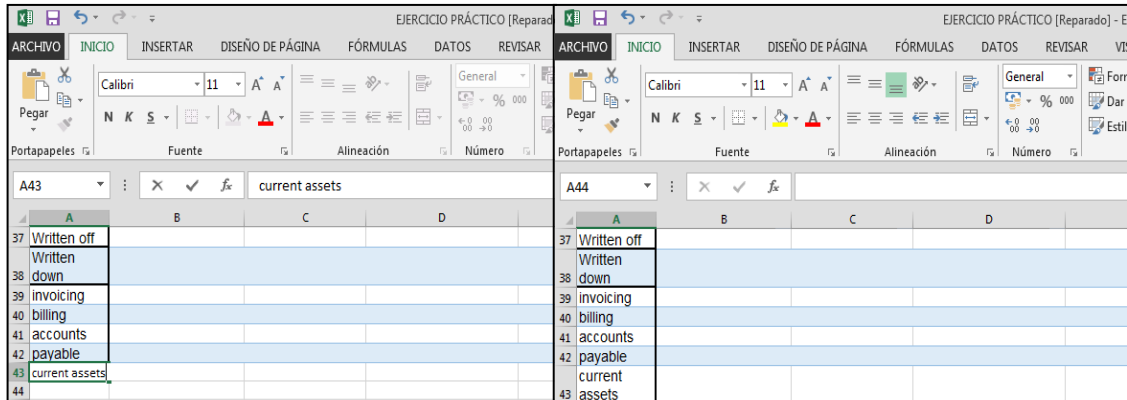 EJERCICIO PRÁCTICO [Reparad
ARCHIVO INICIO INSERTAR DISEÑO DE PÁGINA FÓRMULAS DATOS REVISAR
Calibri 11 A A General
Pegar N K S A % 000
Portapapeles Fuente Alineación Número
A43 fx current assets
A B C D
37 Written off
Written
38 down
39 invoicing
40 billing
41 accounts
42 payable
43 current assets
44
EJERCICIO PRÁCTICO [Reparado] - E
ARCHIVO INICIO INSERTAR DISEÑO DE PÁGINA FÓRMULAS DATOS REVISAR VIS
Calibri 11 A A General Form
Pegar N K S A % 000 Dar
Estil
Portapapeles Fuente Alineación Número
A44 fx
A B C D
37 Written off
Written
38 down
39 invoicing
40 billing
41 accounts
42 payable
current
43 assets